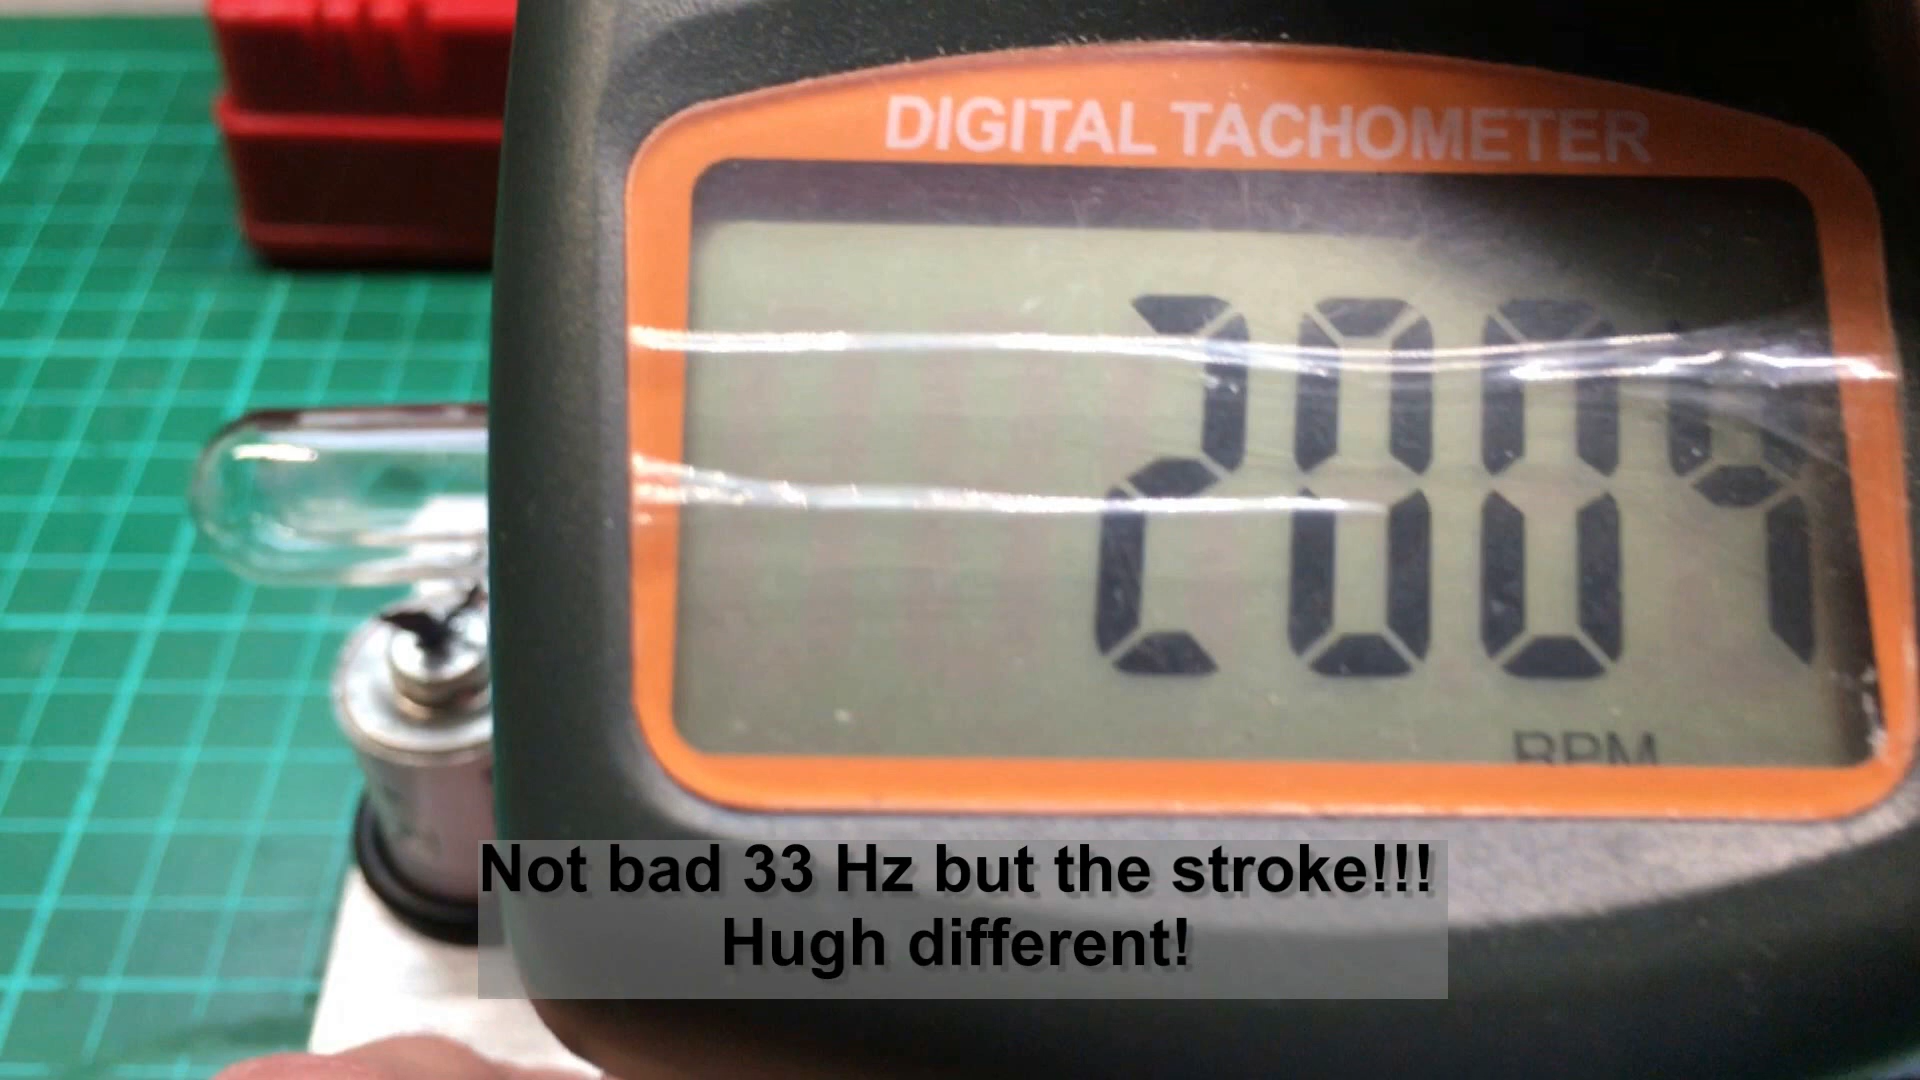 DIGITAL TACHOMETER
2004
RPM
Not bad 33 Hz but the stroke!!!
Hugh different!